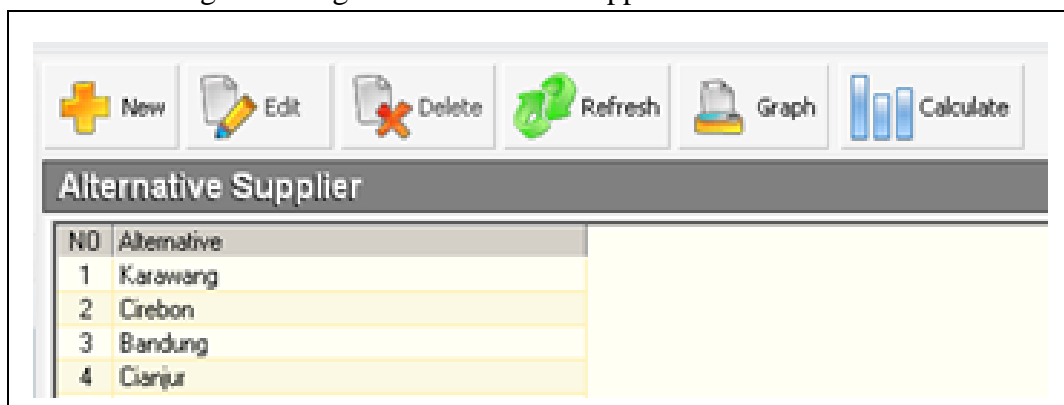 New Edit Delete Refresh Graph Calculate
Alternative Supplier
NO Alternative
1 Karawang
2 Cirebon
3 Bandung
4 Cianjur